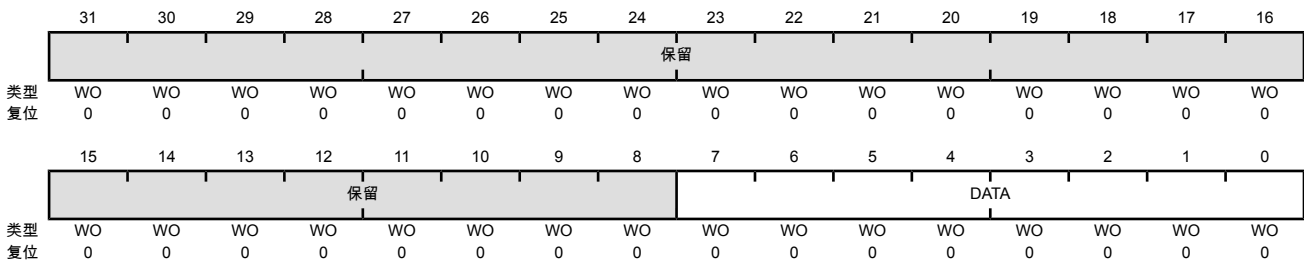 31 30 29 28 27 26 25 24 23 22 21 20 19 18 17 16
保留
类型 WO WO WO WO WO WO WO WO WO WO WO WO WO WO WO WO
复位 0 0 0 0 0 0 0 0 0 0 0 0 0 0 0 0
15 14 13 12 11 10 9 8 7 6 5 4 3 2 1 0
保留 DATA
类型 WO WO WO WO WO WO WO WO WO WO WO WO WO WO WO WO
复位 0 0 0 0 0 0 0 0 0 0 0 0 0 0 0 0